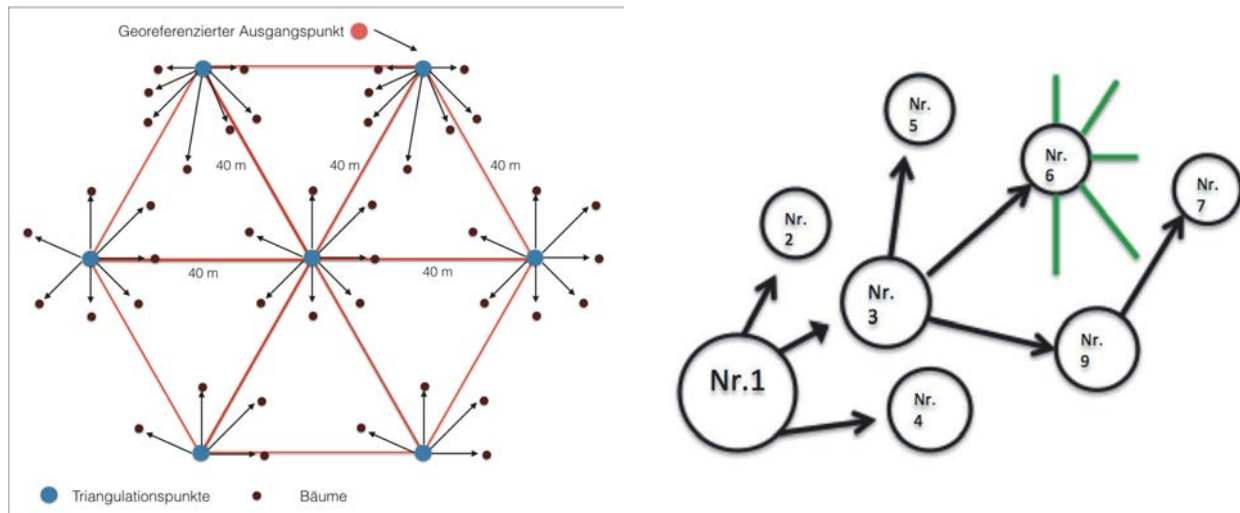 Georeferenzierter Ausgangspunkt
40 m
40 m
40 m
40 m
40 m
Triangulationspunkte
Bäume
Nr.
5
Nr.
6
Nr.
7
Nr.
2
Nr.
3
Nr.
9
Nr.1
Nr.
4